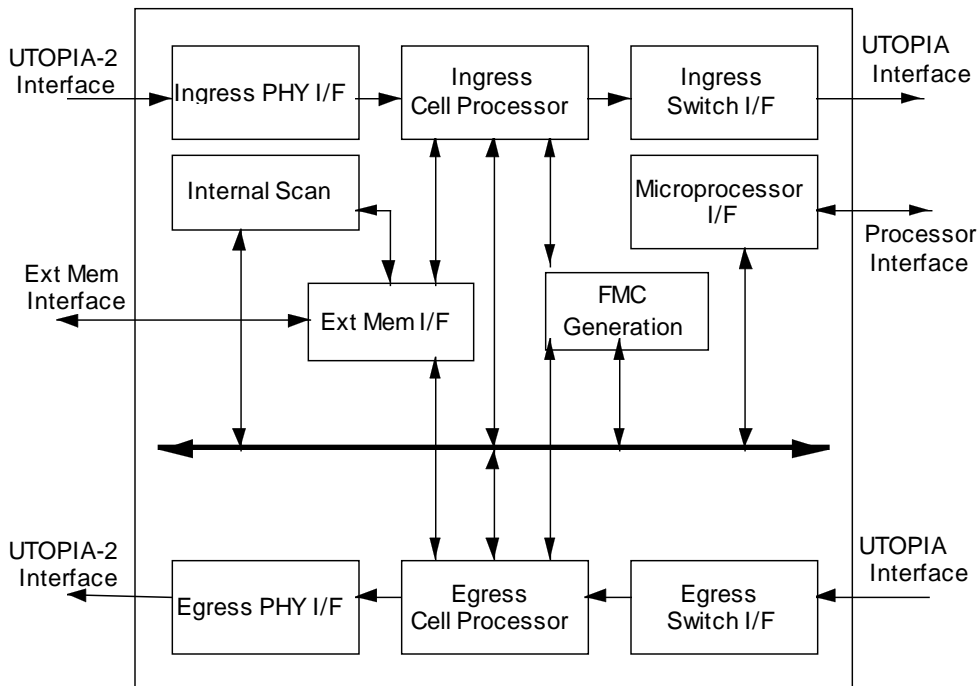 UTOPIA-2
Interface
Ingress PHY I/F
Ingress
Cell Processor
Ingress
Switch I/F
UTOPIA
Interface
Internal Scan
Microprocessor
I/F
Processor
Interface
Ext Mem
Interface
Ext Mem I/F
FMC
Generation
UTOPIA-2
Interface
Egress PHY I/F
Egress
Cell Processor
Egress
Switch I/F
UTOPIA
Interface